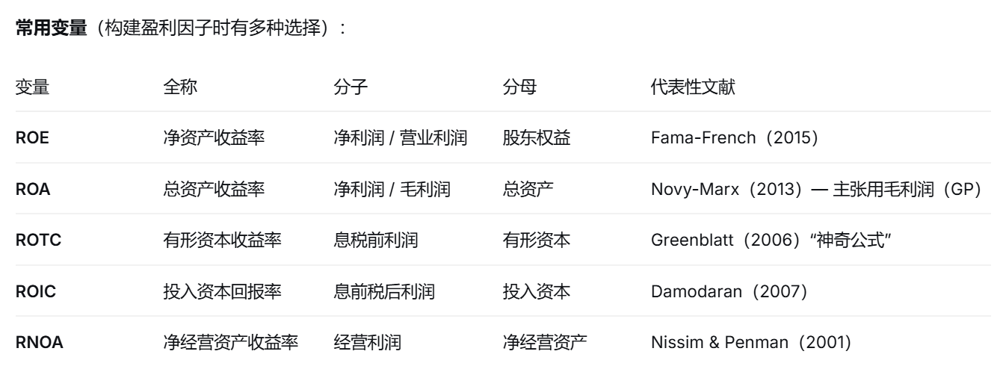 常用变量（构建盈利因子时有多种选择）:
变量 全称 分子 分母 代表性文献
ROE 净资产收益率 净利润 / 营业利润 股东权益 Fama-French（2015）
ROA 总资产收益率 净利润 / 毛利润 总资产 Novy-Marx（2013）— 主张用毛利润（GP）
ROTC 有形资本收益率 息税前利润 有形资本 Greenblatt（2006）“神奇公式”
ROIC 投入资本回报率 息前税后利润 投入资本 Damodaran（2007）
RNOA 净经营资产收益率 经营利润 净经营资产 Nissim & Penman（2001）